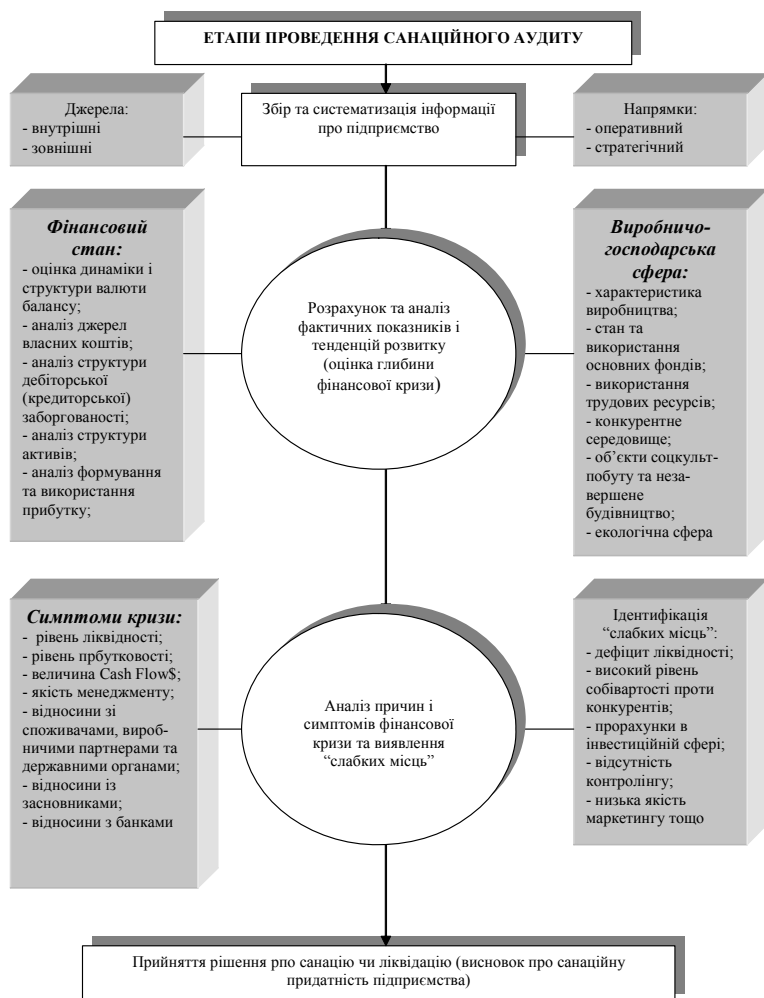 ЕТАПИ ПРОВЕДЕННЯ САНАЦІЙНОГО АУДИТУ
Джерела:
- внутрішні
- зовнішні
Збір та систематизація інформації
про підприємство
Напрямки:
- оперативний
- стратегічний
Фінансовий
стан:
- оцінка динаміки і
структури валюти
балансу;
- аналіз джерел
власних коштів;
- аналіз структури
дебіторської
(кредиторської)
заборгованості;
- аналіз структури
активів;
- аналіз формування
та використання
прибутку;
Розрахунок та аналіз
фактичних показників і
тенденцій розвитку
(оцінка глибини
фінансової кризи)
Виробничо-
господарська
сфера:
- характеристика
виробництва;
- стан та
використання
основних фондів;
- використання
трудових ресурсів;
- конкурентне
середовище;
- об’єкти соцкульт-
побуту та неза-
вершене
будівництво;
- екологічна сфера
Симптоми кризи:
- рівень ліквідності;
- рівень прбутковості;
- величина Cash Flow$;
- якість менеджменту;
- відносини зі
споживачами, вироб-
ничими партнерами та
державними органами;
- відносини із
засновниками;
- відносини з банками
Аналіз причин і
симптомів фінансової
кризи та виявлення
“слабких місць”
Ідентифікація
“слабких місць”:
- дефіцит ліквідності;
- високий рівень
собівартості проти
конкурентів;
- прорахунки в
інвестиційній сфері;
- відсутність
контролінгу;
- низька якість
маркетингу тощо
Прийняття рішення рпо санацію чи ліквідацію (висновок про санаційну
придатність підприємства)